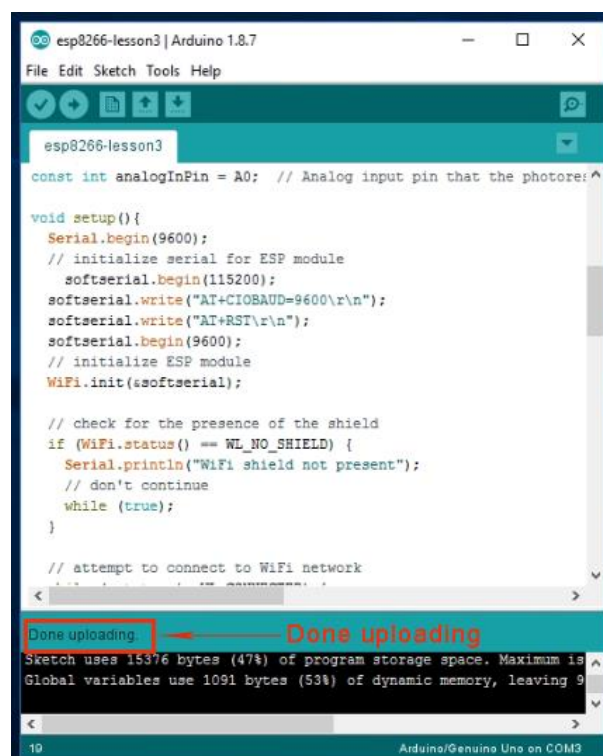 esp8266-lesson3 | Arduino 1.8.7
File Edit Sketch Tools Help
esp8266-lesson3
const int analogInPin = A0;  // Analog input pin that the
void setup(){
  Serial.begin(9600);
  // initialize serial for ESP module
    softserial.begin(115200);
  softserial.write("AT+CIOBAUD=9600\r\n");
  softserial.write("AT+RST\r\n");
  softserial.begin(9600);
  // initialize ESP module
  WiFi.init(&softserial);
  // check for the presence of the shield
  if (WiFi.status() == WL_NO_SHIELD) {
    Serial.println("WiFi shield not present");
    // don't continue
    while (true);
  }
  // attempt to connect to WiFi network
Done uploading.
Done uploading
Sketch uses 15376 bytes (47%) of program storage space. Maximum is
Global variables use 1091 bytes (53%) of dynamic memory, leaving 9
19
Arduino/Genuino Uno on COM3